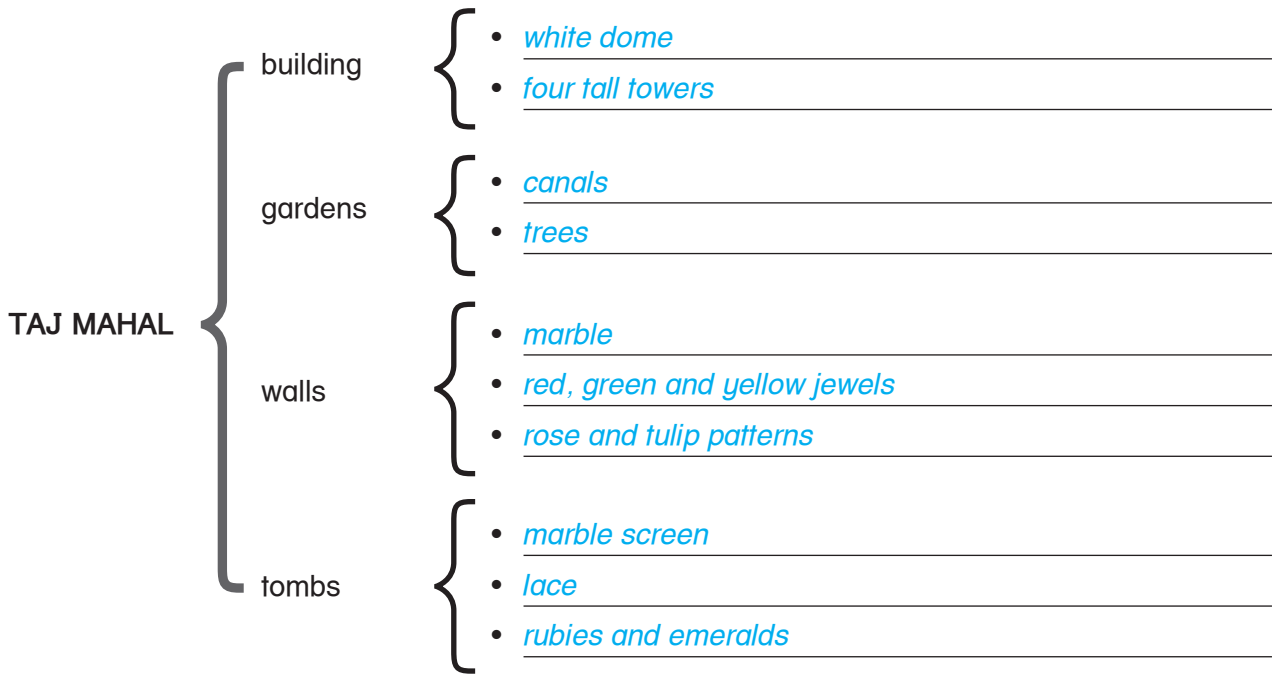 building
• white dome
• four tall towers
gardens
• canals
• trees
TAJ MAHAL
walls
• marble
• red, green and yellow jewels
• rose and tulip patterns
tombs
• marble screen
• lace
• rubies and emeralds